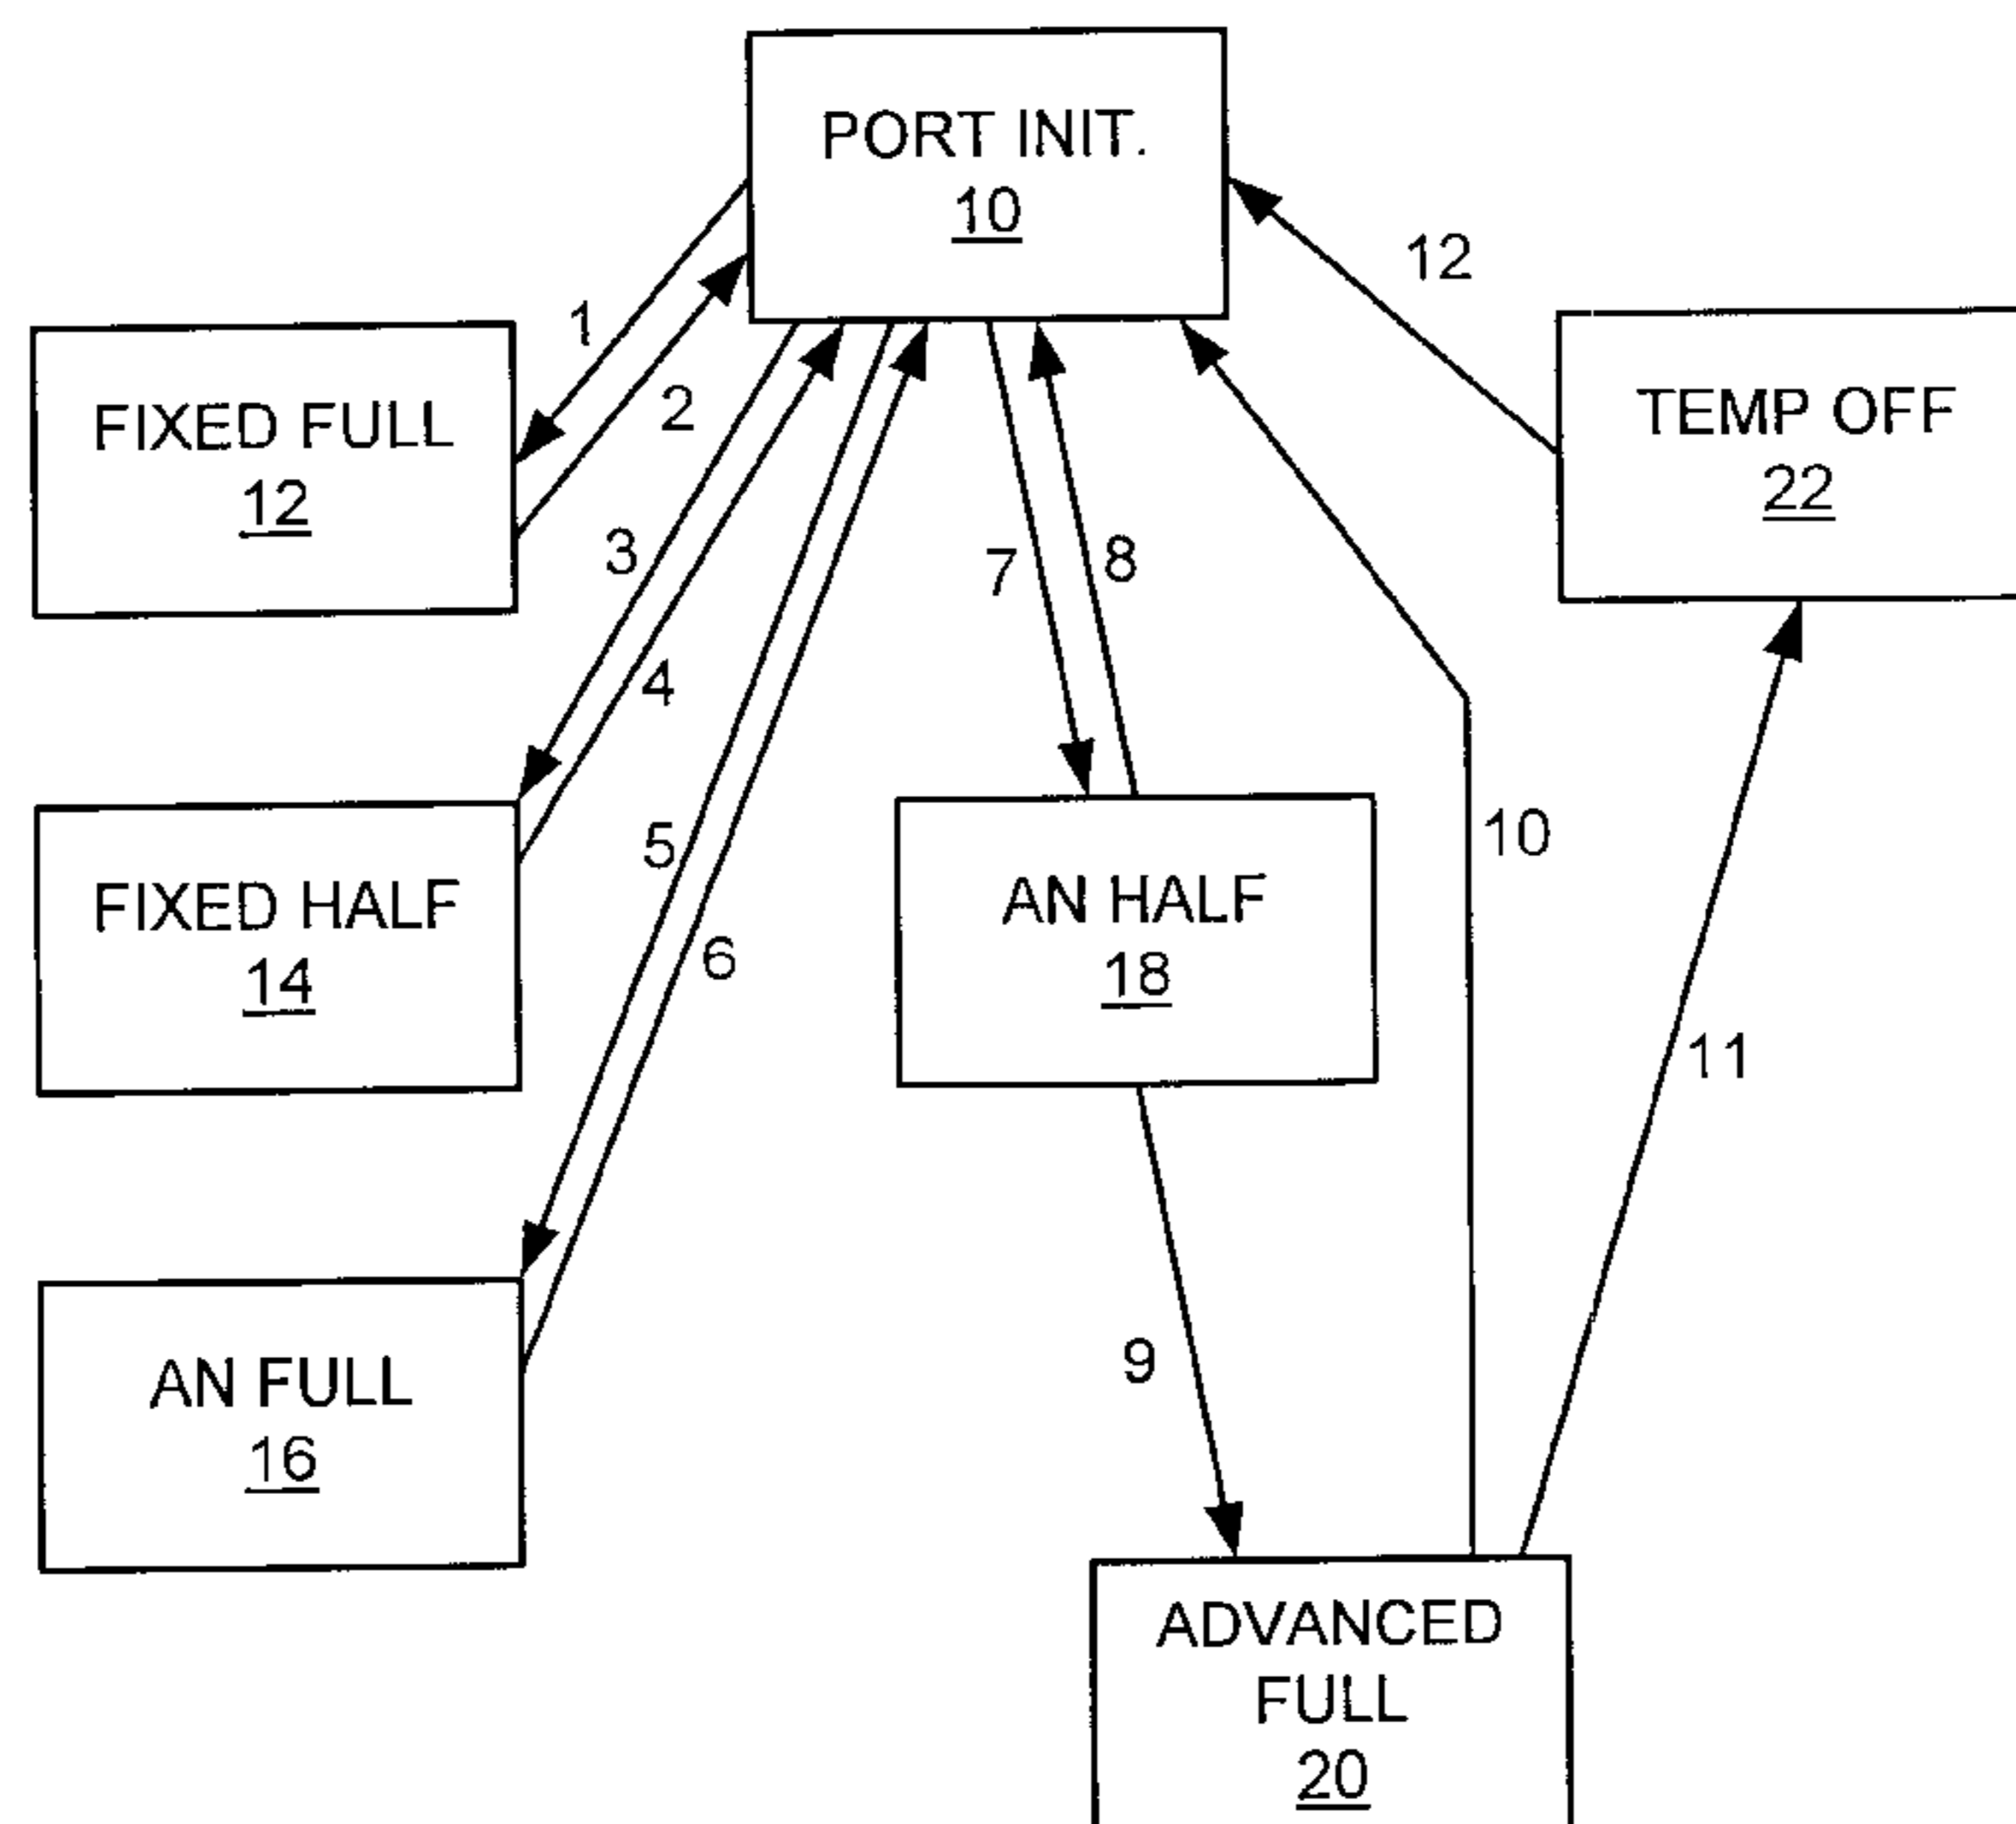 PORT INIT.
10
12
1
FIXED FULL
12
2
TEMP OFF
22
3
7
8
4
10
5
FIXED HALF
14
6
AN HALF
18
11
9
AN FULL
16
ADVANCED
FULL
20